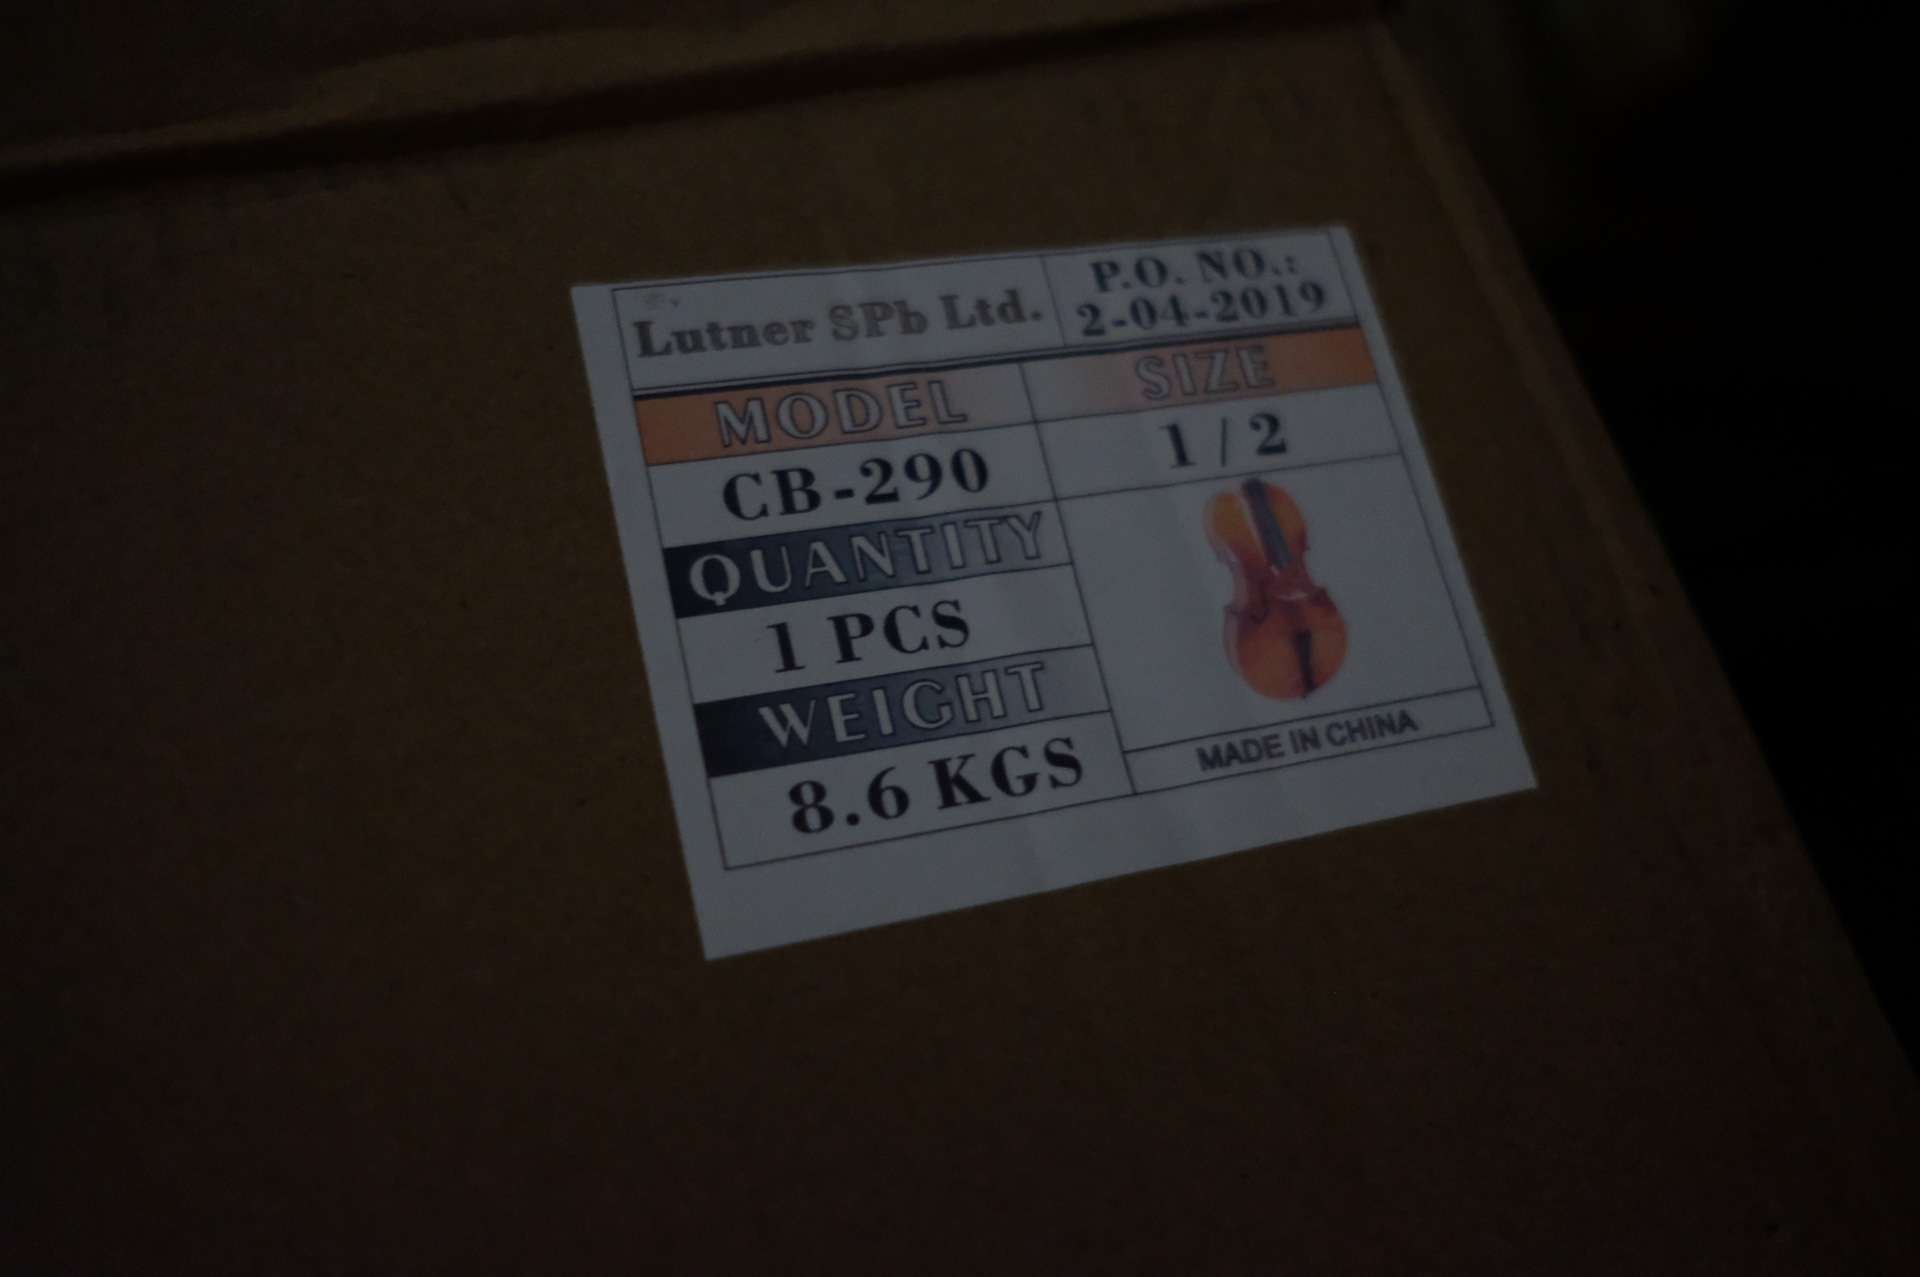 Lutner SPb Ltd.
P.O. NO.:
2-04-2019
MODEL
SIZE
CB-290
1 / 2
QUANTITY
1 PCS
WEIGHT
8.6 KGS
MADE IN CHINA